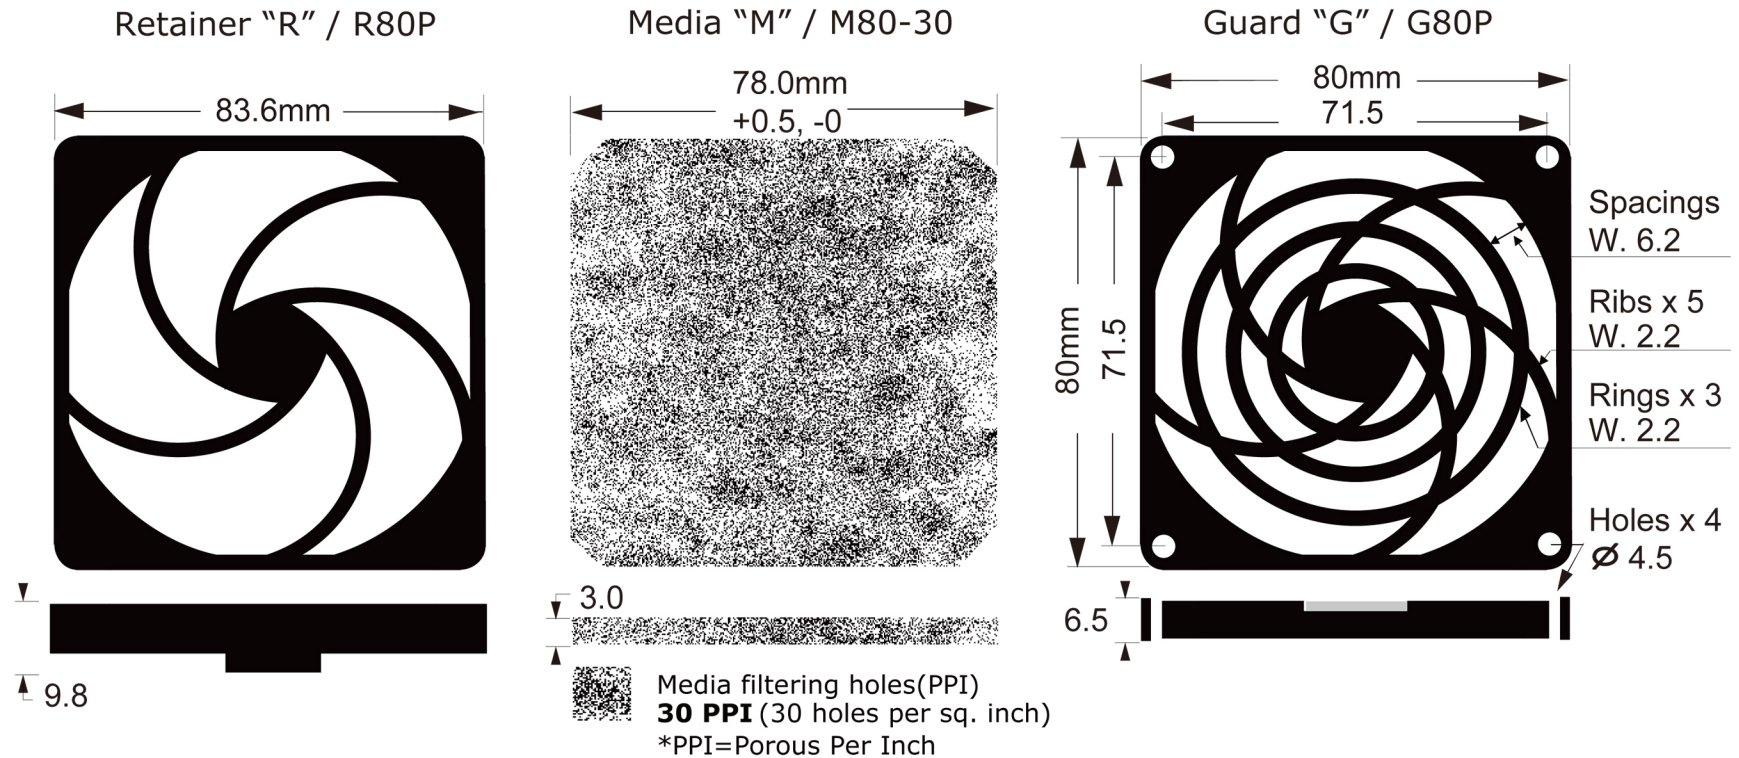 Retainer “R” / R80P
83.6mm
9.8
Media “M” / M80-30
78.0mm
+0.5, -0
3.0
Media filtering holes(PPI)
30 PPI (30 holes per sq. inch)
*PPI=Porous Per Inch
Guard “G” / G80P
80mm
71.5
80mm
71.5
Spacings
W. 6.2
Ribs x 5
W. 2.2
Rings x 3
W. 2.2
Holes x 4
Ø 4.5
6.5